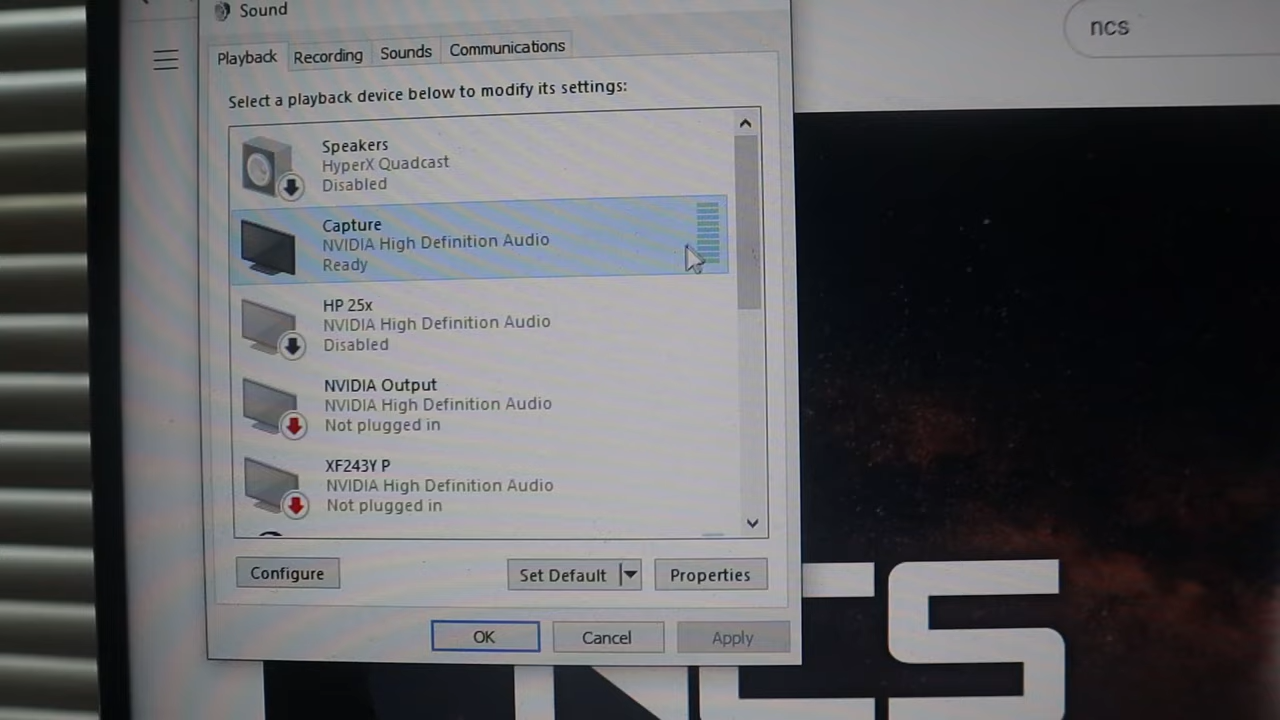 Sound
ncs
Playback
Recording
Sounds
Communications
Select a playback device below to modify its settings:
Speakers
HyperX Quadcast
Disabled
Capture
NVIDIA High Definition Audio
Ready
HP 25x
NVIDIA High Definition Audio
Disabled
NVIDIA Output
NVIDIA High Definition Audio
Not plugged in
XF243Y P
NVIDIA High Definition Audio
Not plugged in
Configure
Set Default
Properties
OK
Cancel
Apply
NCS